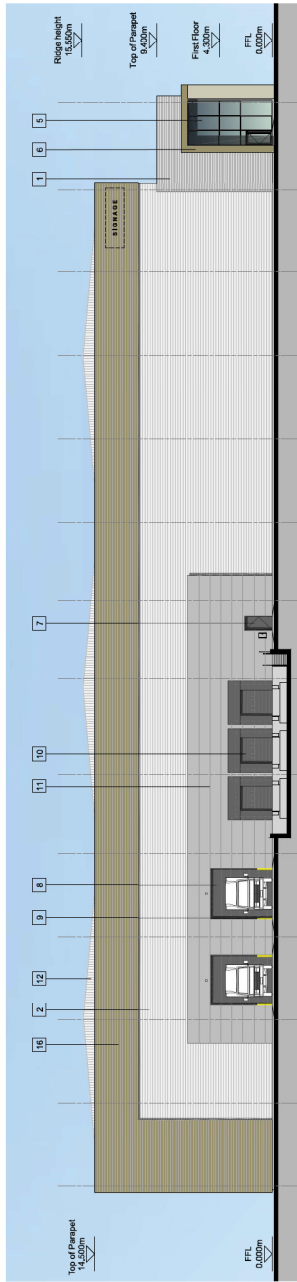 Top of Parapet
14.500m
FFL
0.000m
16
2
12
9
8
11
10
7
1
6
5
SIGNAGE
Ridge height
15.550m
Top of Parapet
9.400m
First Floor
4.300m
FFL
0.000m